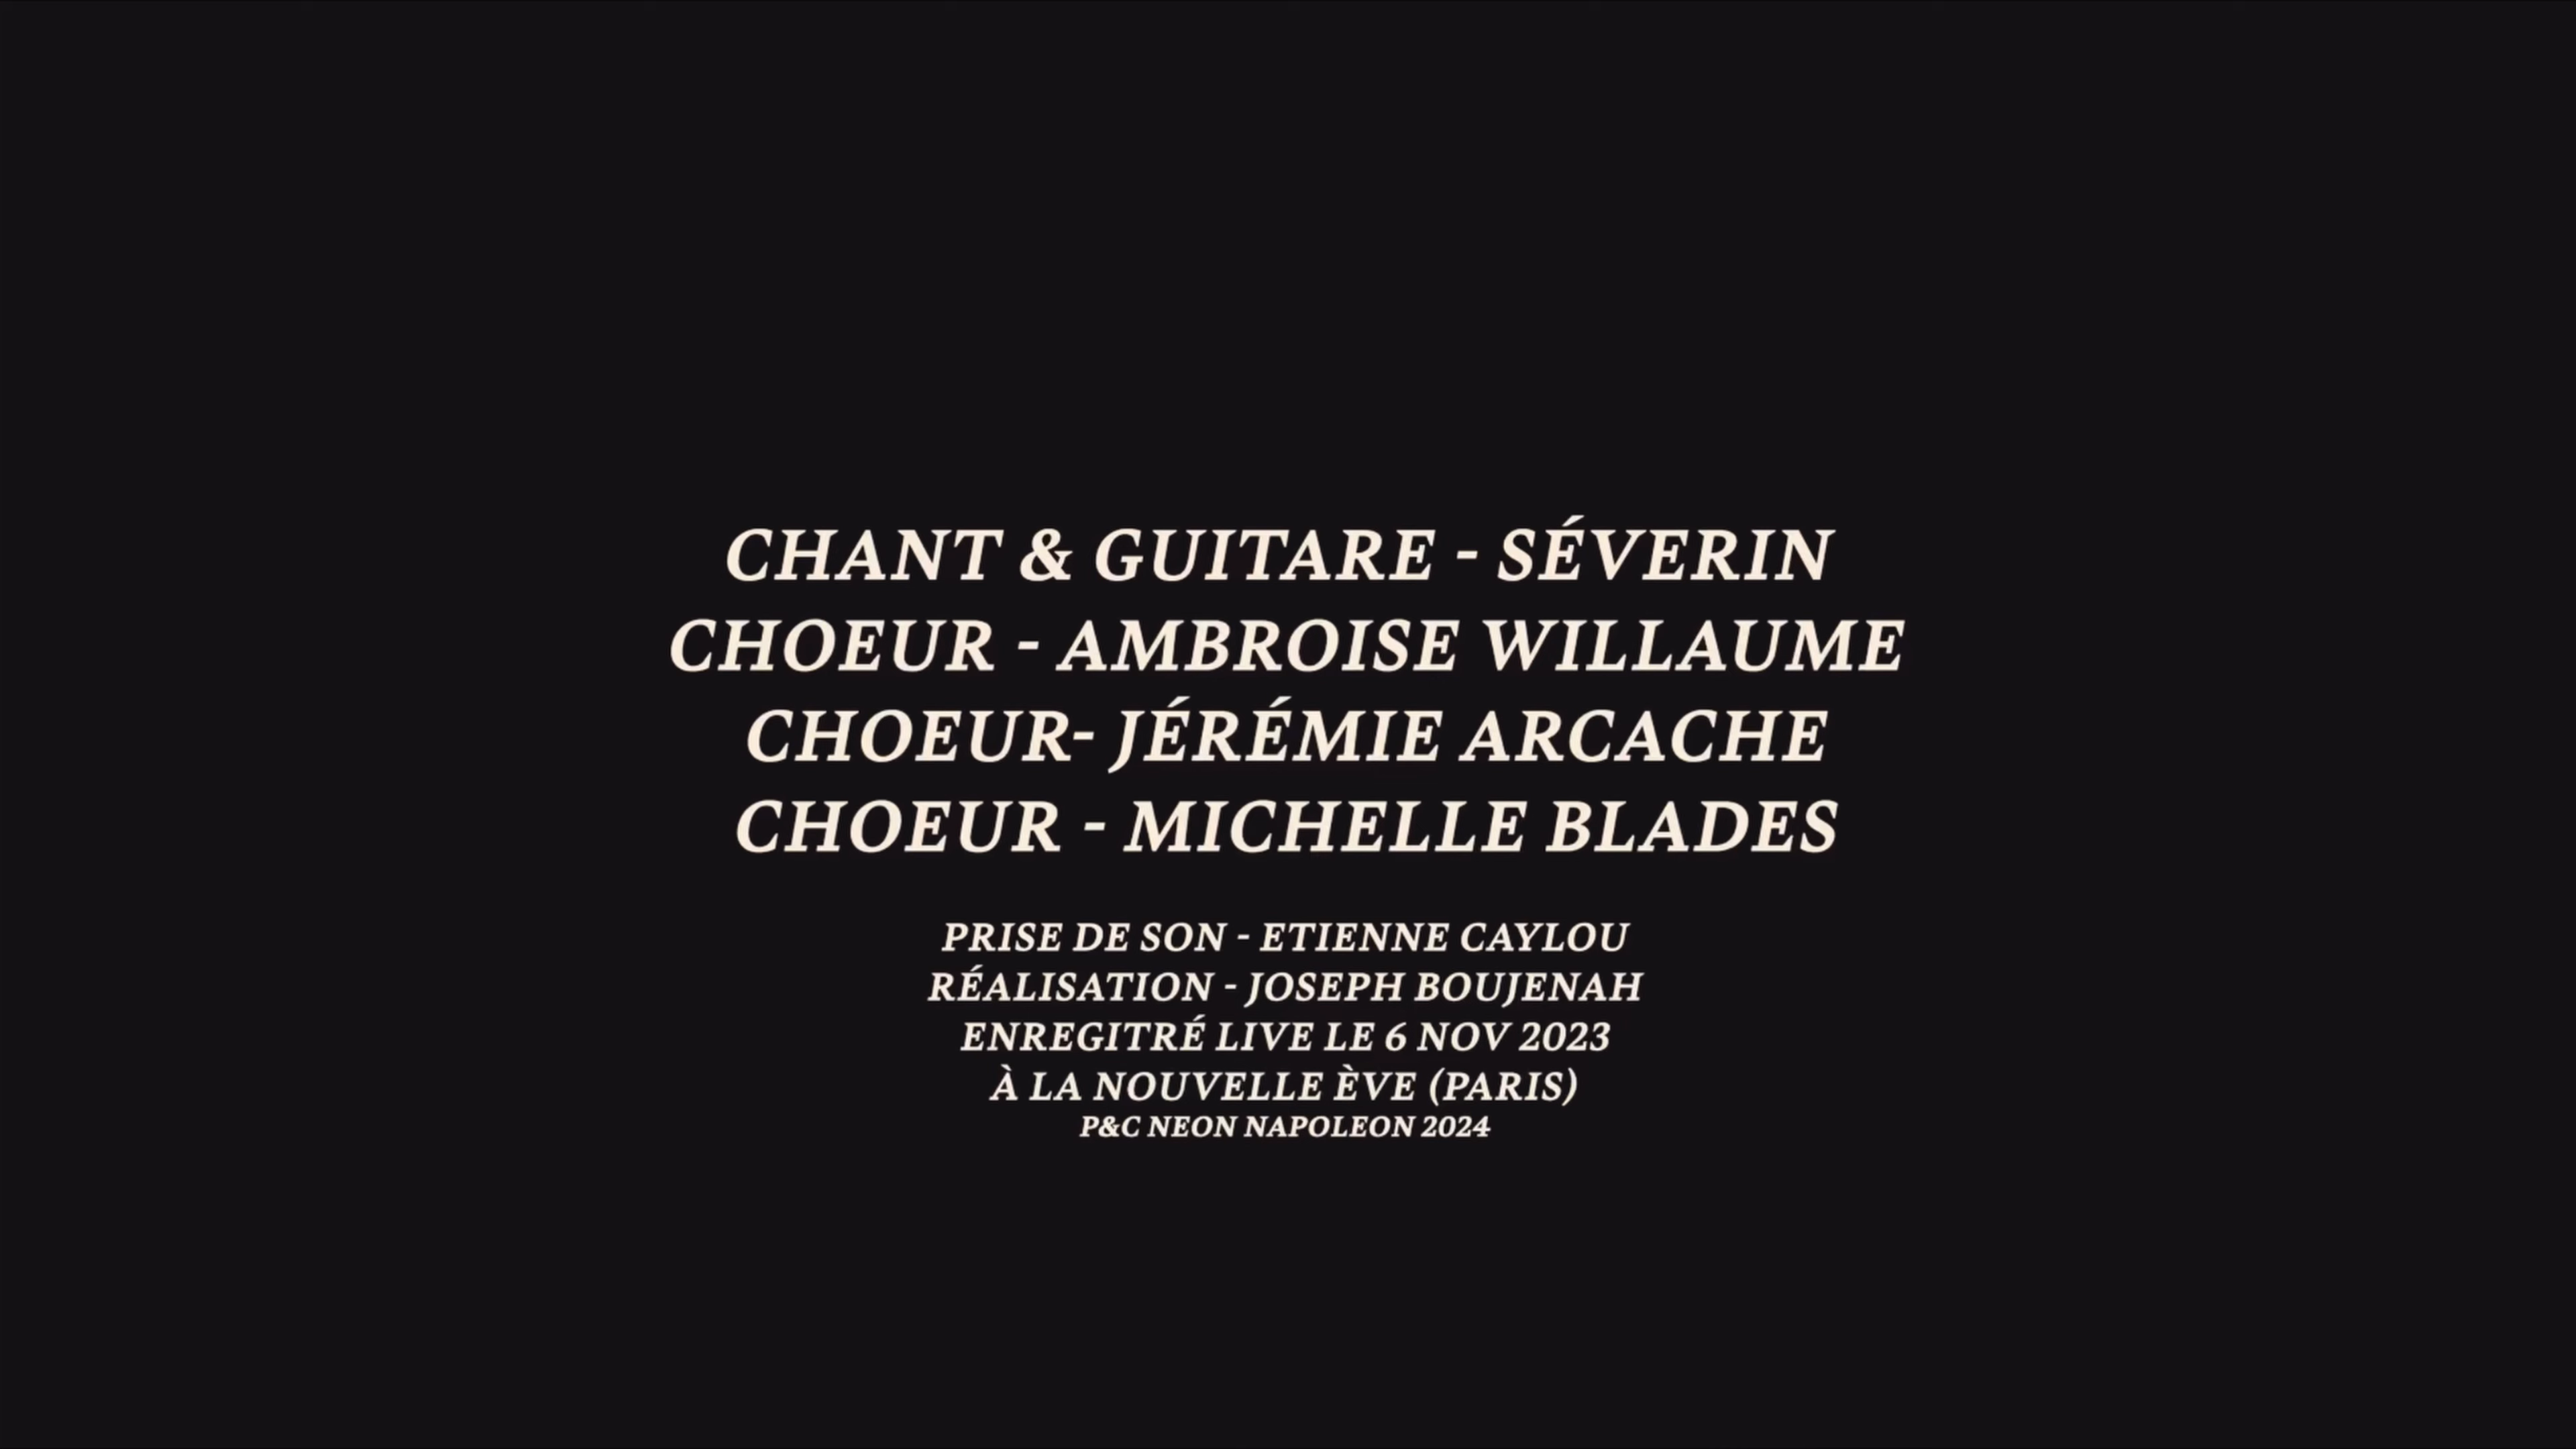 CHANT & GUITARE - SÉVERIN
CHOEUR - AMBROISE WILLAUME
CHOEUR- JÉRÉMIE ARCACHE
CHOEUR - MICHELLE BLADES
PRISE DE SON - ETIENNE CAYLOU
RÉALISATION - JOSEPH BOUJENAH
ENREGITRÉ LIVE LE 6 NOV 2023
À LA NOUVELLE ÈVE (PARIS)
P&C NEON NAPOLEON 2024